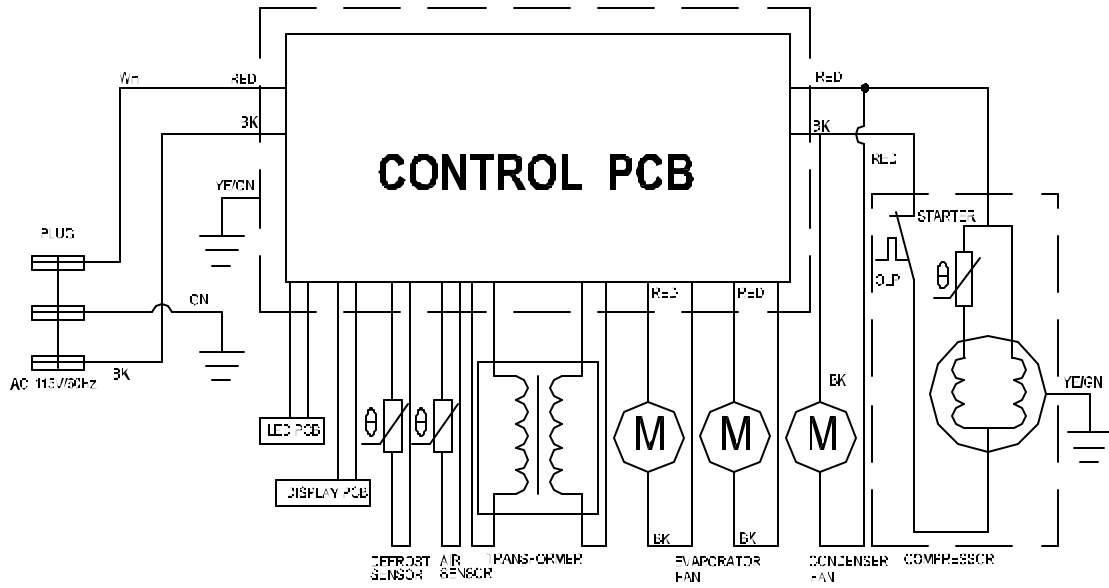 WH
RED
RED
BK
BK
CONTROL PCB
RED
YE/GN
STARTER
PLUG
OLP
θ
GN
RED
RED
AC 115V/60Hz
BK
BK
YE/GN
θ
θ
M
M
M
LED PCB
DISPLAY PCB
BK
BK
DEFROST
SENSOR
AIR
SENSOR
TRANSFORMER
EVAPORATOR
FAN
CONDENSER
FAN
COMPRESSOR